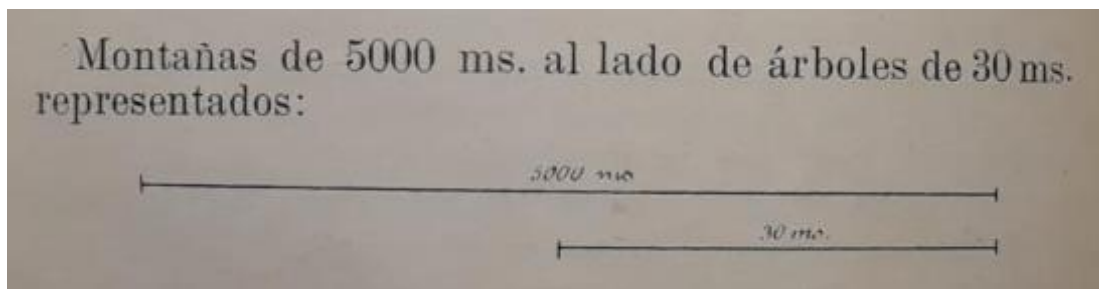 Montañas de 5000 ms. al lado de árboles de 30 ms.
representados:
5000 ms
30 ms.